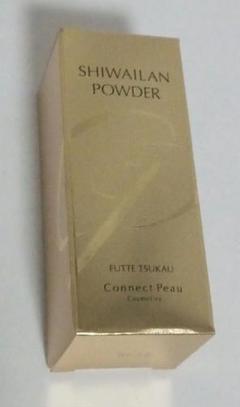 SHIWAILAN
POWDER
FUTTE TSUKAU
Connect Peau
Cosmetics